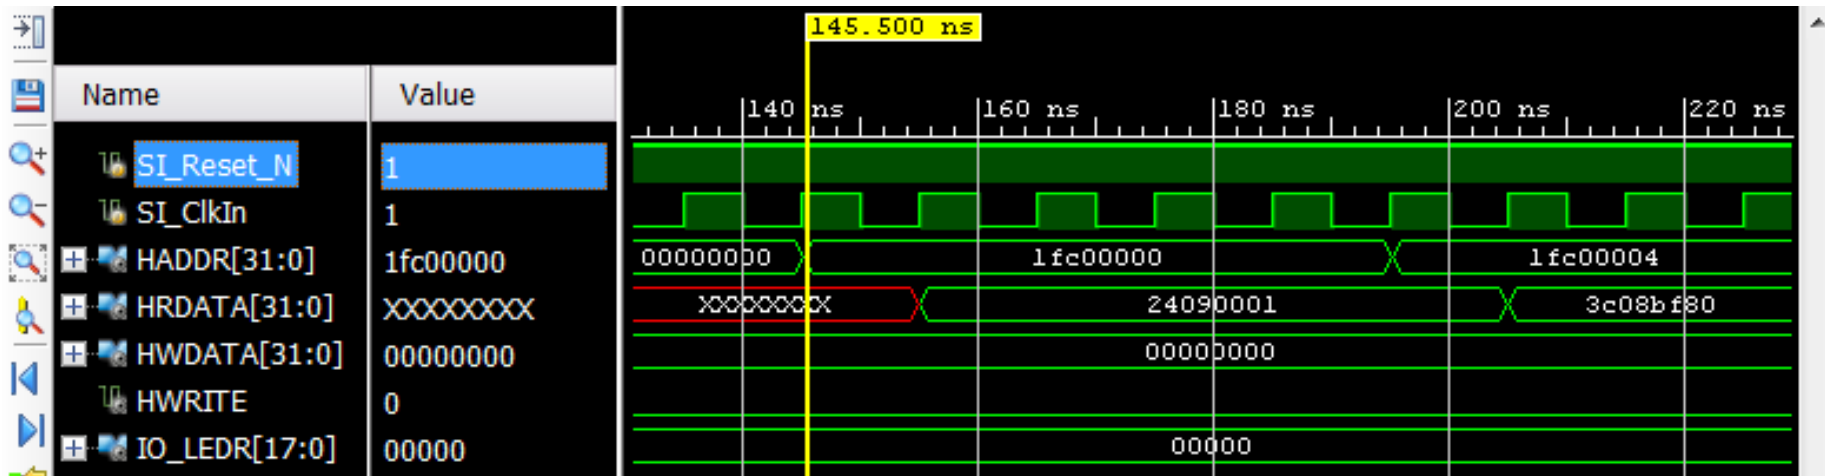 145.500 ns
Name Value
140 ns 160 ns 180 ns 200 ns 220 ns
SI_Reset_N 1
SI_ClkIn 1
HADDR[31:0] 1fc00000 00000000 1fc00000 1fc00004
HRDATA[31:0] XXXXXXXX XXXXXXXX 24090001 3c08bf80
HWDATA[31:0] 00000000 00000000
HWRITE 0
IO_LEDR[17:0] 00000 00000